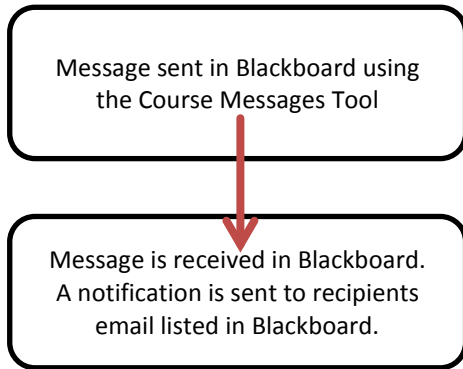 Message sent in Blackboard using
the Course Messages Tool
Message is received in Blackboard.
A notification is sent to recipients
email listed in Blackboard.